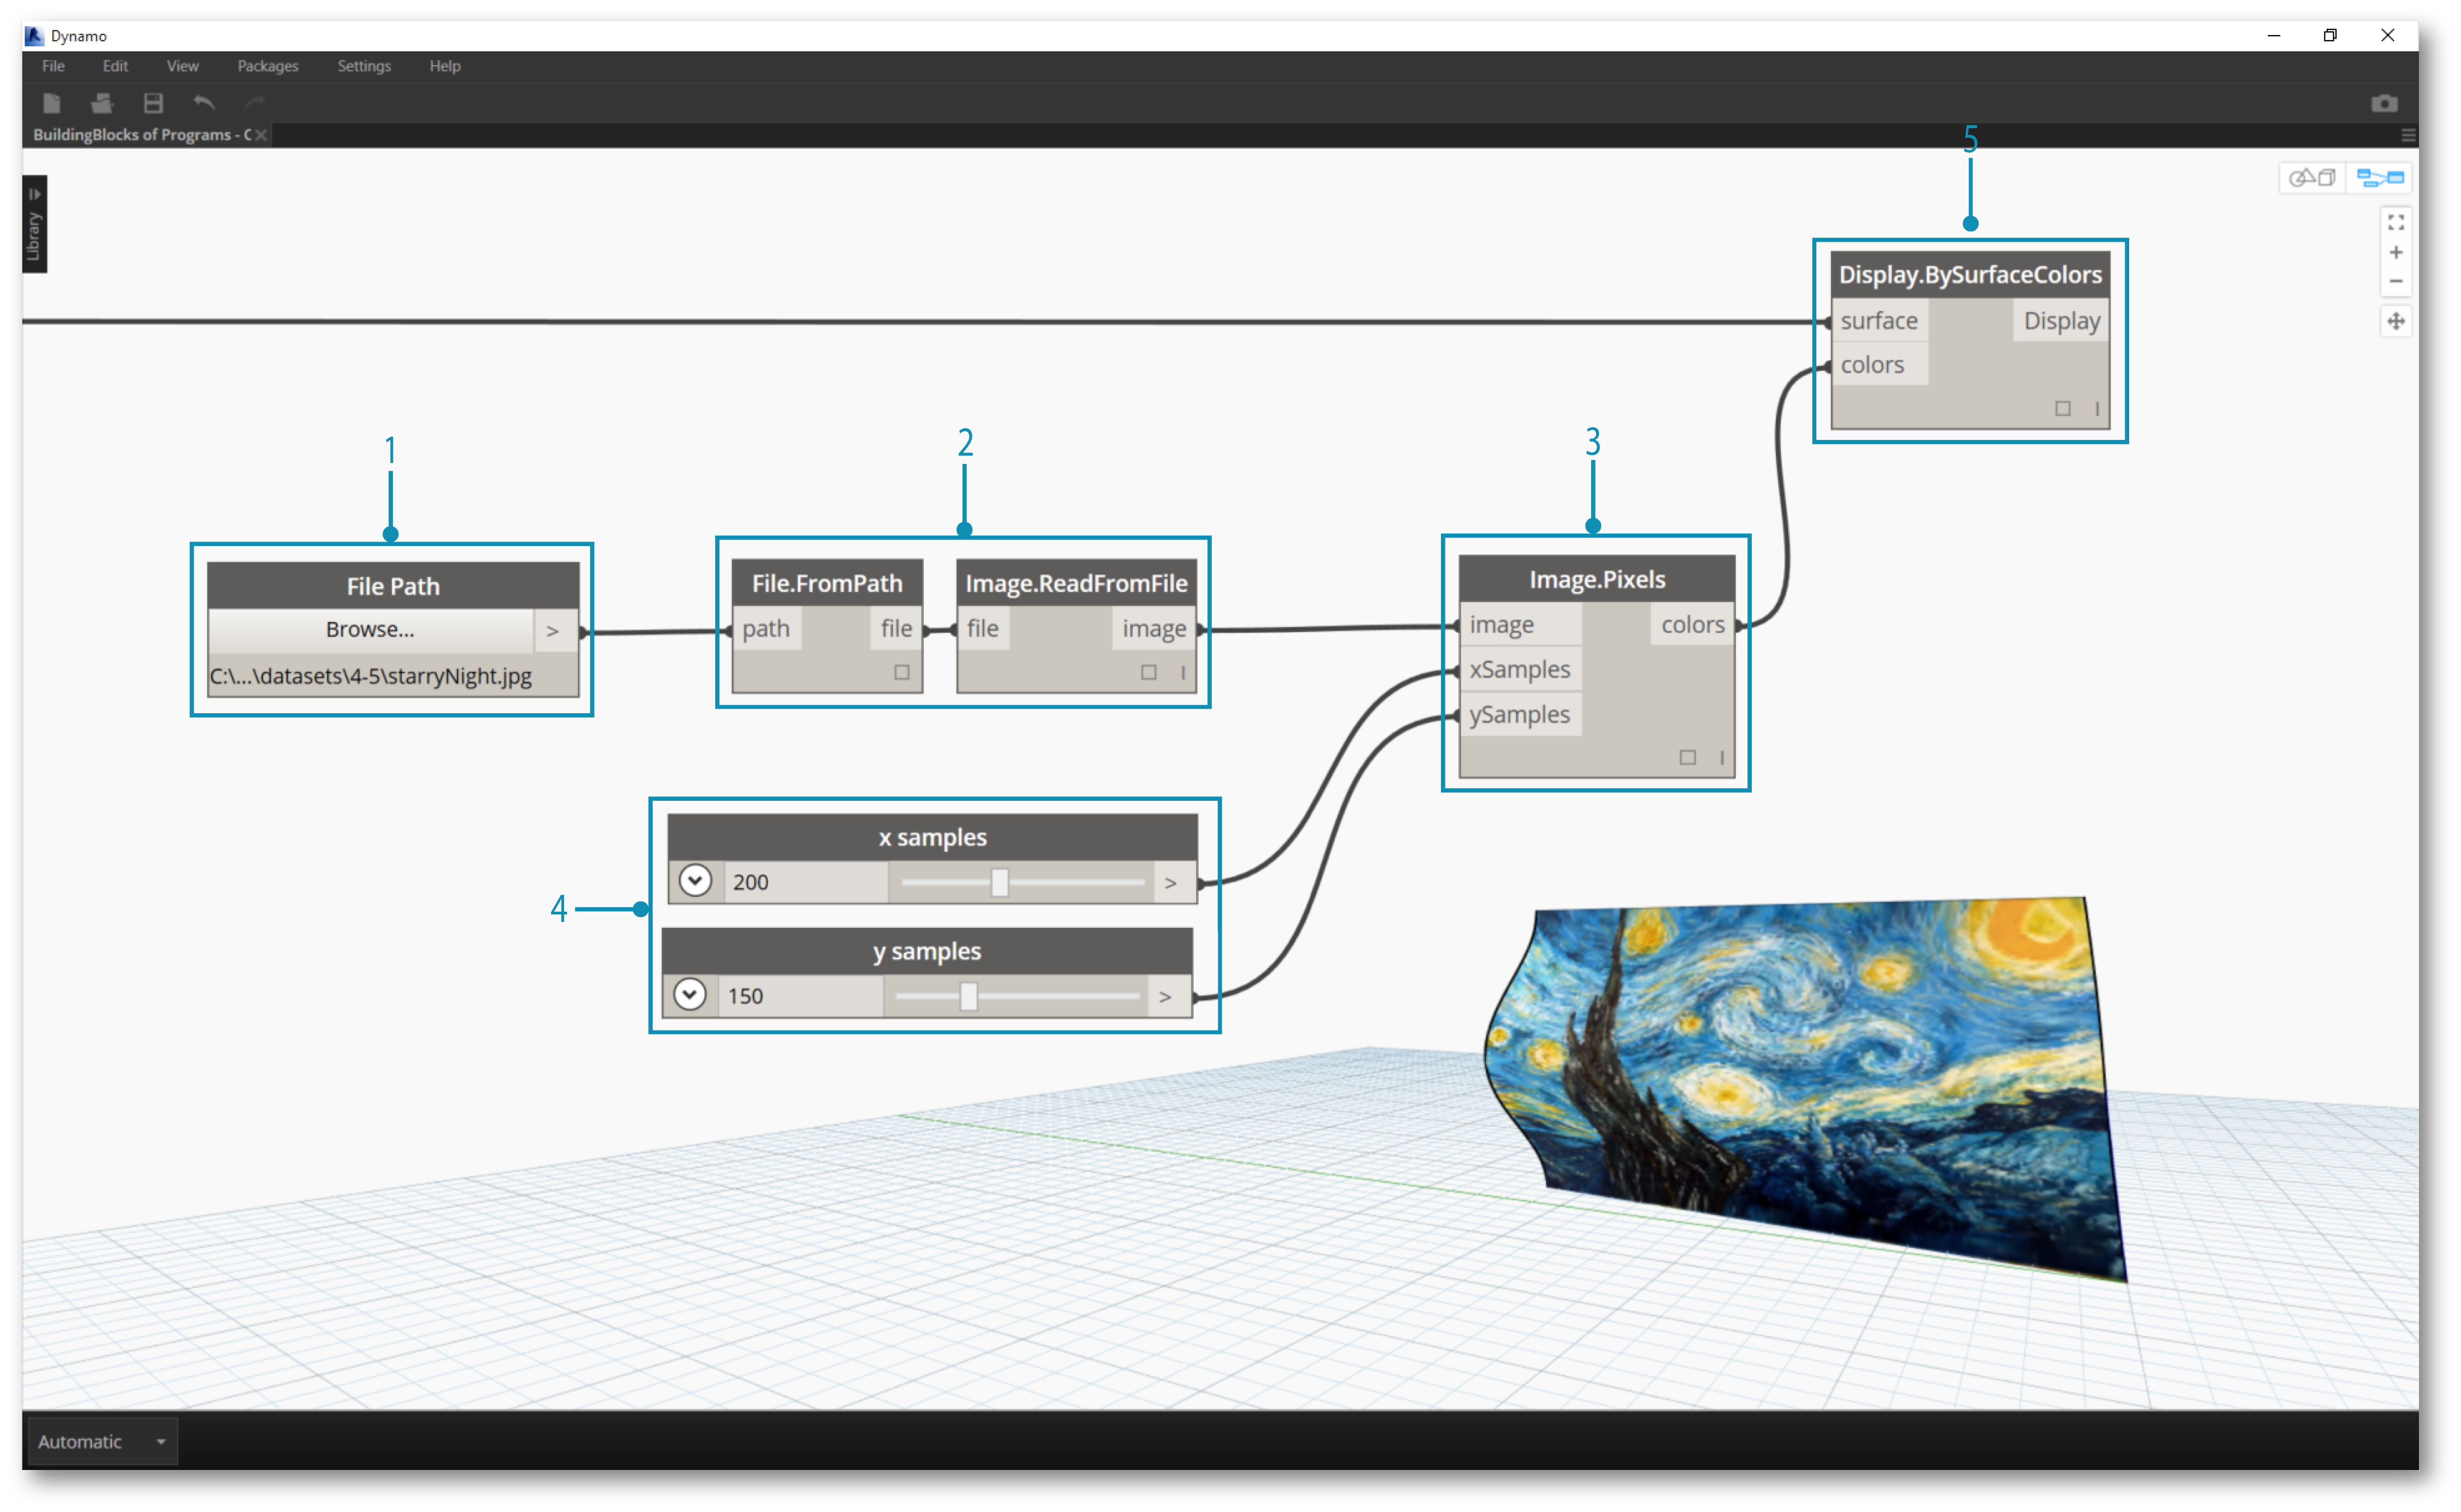 Dynamo
File Edit View Packages Settings Help
BuildingBlocks of Programs - C
Library
5
Display.BySurfaceColors
surface Display
colors
1
2
3
File Path
Browse... >
C:\...\datasets\4-5\starryNight.jpg
File.FromPath
path file
Image.ReadFromFile
file image
Image.Pixels
image colors
xSamples
ySamples
4
x samples
200 >
y samples
150 >
Automatic